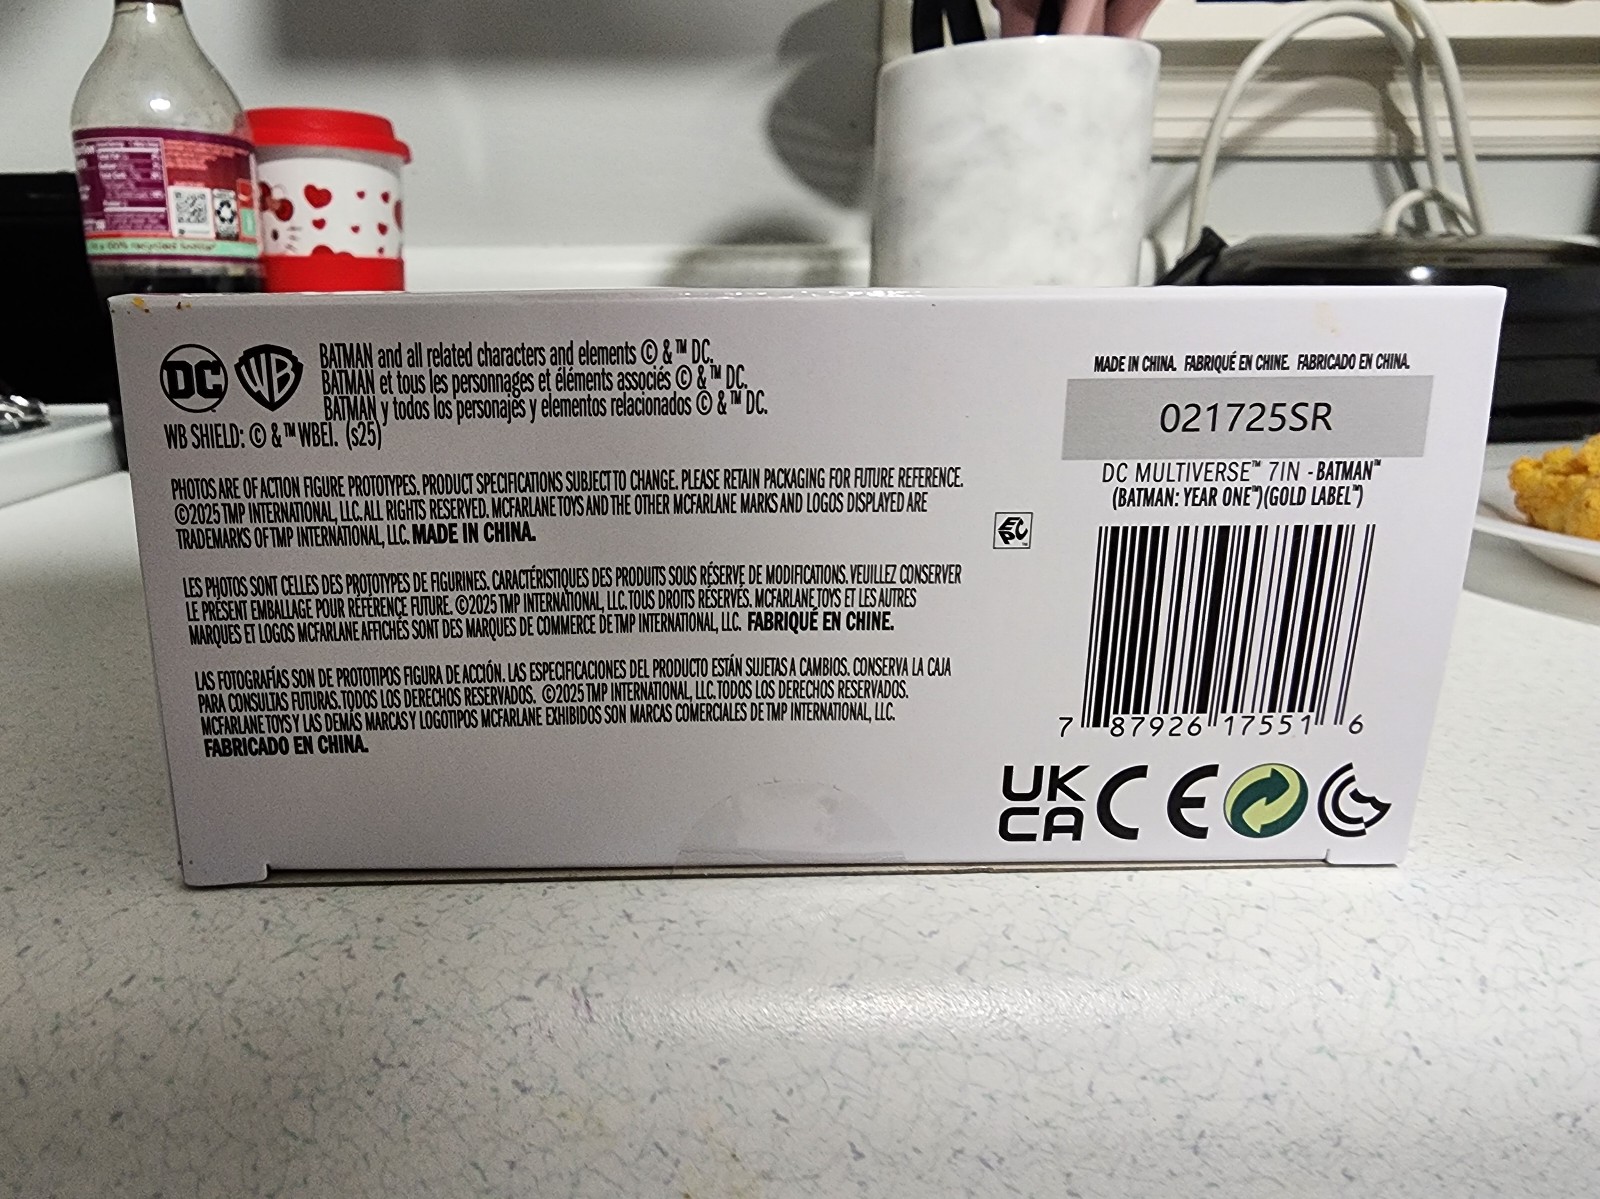 DC
WB
BATMAN and all related characters and elements © & ™ DC.
BATMAN et tous les personnages et éléments associés © & ™ DC.
BATMAN y todos los personajes y elementos relacionados © & ™ DC.
WB SHIELD: © & ™ WBEI. (s25)
PHOTOS ARE OF ACTION FIGURE PROTOTYPES. PRODUCT SPECIFICATIONS SUBJECT TO CHANGE. PLEASE RETAIN PACKAGING FOR FUTURE REFERENCE.
©2025 TMP INTERNATIONAL, LLC. ALL RIGHTS RESERVED. MCFARLANE TOYS AND THE OTHER MCFARLANE MARKS AND LOGOS DISPLAYED ARE
TRADEMARKS OF TMP INTERNATIONAL, LLC. MADE IN CHINA.
LES PHOTOS SONT CELLES DES PROTOTYPES DE FIGURINES. CARACTÉRISTIQUES DES PRODUITS SOUS RÉSERVE DE MODIFICATIONS. VEUILLEZ CONSERVER
LE PRÉSENT EMBALLAGE POUR RÉFÉRENCE FUTURE. ©2025 TMP INTERNATIONAL, LLC. TOUS DROITS RÉSERVÉS. MCFARLANE TOYS ET LES AUTRES
MARQUES ET LOGOS MCFARLANE AFFICHÉS SONT DES MARQUES DE COMMERCE DE TMP INTERNATIONAL, LLC. FABRIQUÉ EN CHINE.
LAS FOTOGRAFÍAS SON DE PROTOTIPOS FIGURA DE ACCIÓN. LAS ESPECIFICACIONES DEL PRODUCTO ESTÁN SUJETAS A CAMBIOS. CONSERVA LA CAJA
PARA CONSULTAS FUTURAS. TODOS LOS DERECHOS RESERVADOS. ©2025 TMP INTERNATIONAL, LLC. TODOS LOS DERECHOS RESERVADOS.
MCFARLANE TOYS Y LAS DEMÁS MARCAS Y LOGOTIPOS MCFARLANE EXHIBIDOS SON MARCAS COMERCIALES DE TMP INTERNATIONAL, LLC.
FABRICADO EN CHINA.
MADE IN CHINA. FABRIQUÉ EN CHINE. FABRICADO EN CHINA.
021725SR
DC MULTIVERSE™ 7IN - BATMAN™
(BATMAN: YEAR ONE™)(GOLD LABEL™)
7 87926 17551 6
UK
CA
CE